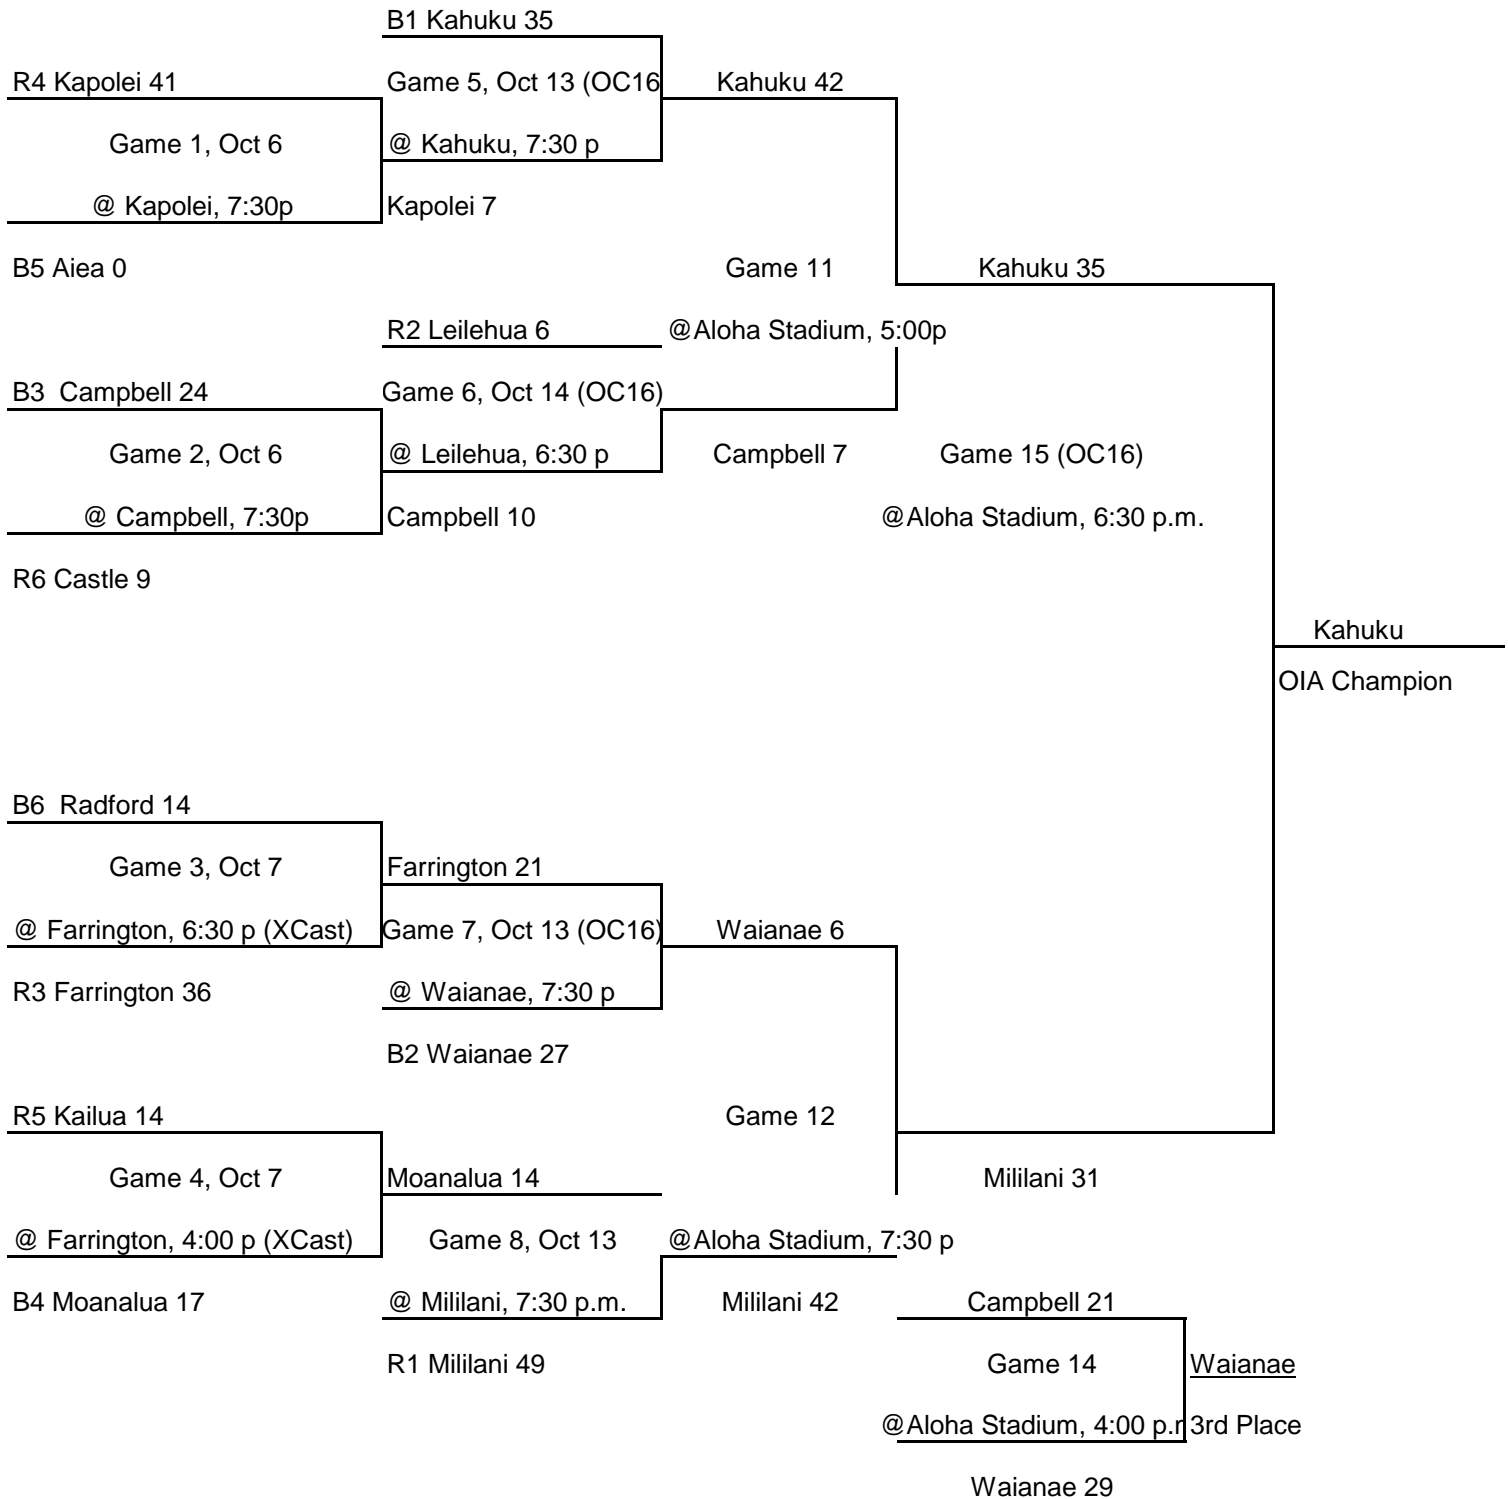 B1 Kahuku 35
R4 Kapolei 41
Game 5, Oct 13 (OC16
Kahuku 42
Game 1, Oct 6
@ Kahuku, 7:30 p
@ Kapolei, 7:30p
Kapolei 7
B5 Aiea 0
Game 11
Kahuku 35
R2 Leilehua 6
@Aloha Stadium, 5:00p
B3  Campbell 24
Game 6, Oct 14 (OC16)
Game 2, Oct 6
@ Leilehua, 6:30 p
Campbell 7
Game 15 (OC16)
@ Campbell, 7:30p
Campbell 10
@Aloha Stadium, 6:30 p.m.
R6 Castle 9
Kahuku
OIA Champion
B6  Radford 14
Game 3, Oct 7
Farrington 21
@ Farrington, 6:30 p (XCast)
Game 7, Oct 13 (OC16)
Waianae 6
R3 Farrington 36
@ Waianae, 7:30 p
B2 Waianae 27
R5 Kailua 14
Game 12
Game 4, Oct 7
Moanalua 14
Mililani 31
@ Farrington, 4:00 p (XCast)
Game 8, Oct 13
@Aloha Stadium, 7:30 p
B4 Moanalua 17
@ Mililani, 7:30 p.m.
Mililani 42
Campbell 21
R1 Mililani 49
Game 14
Waianae
@Aloha Stadium, 4:00 p.r
3rd Place
Waianae 29